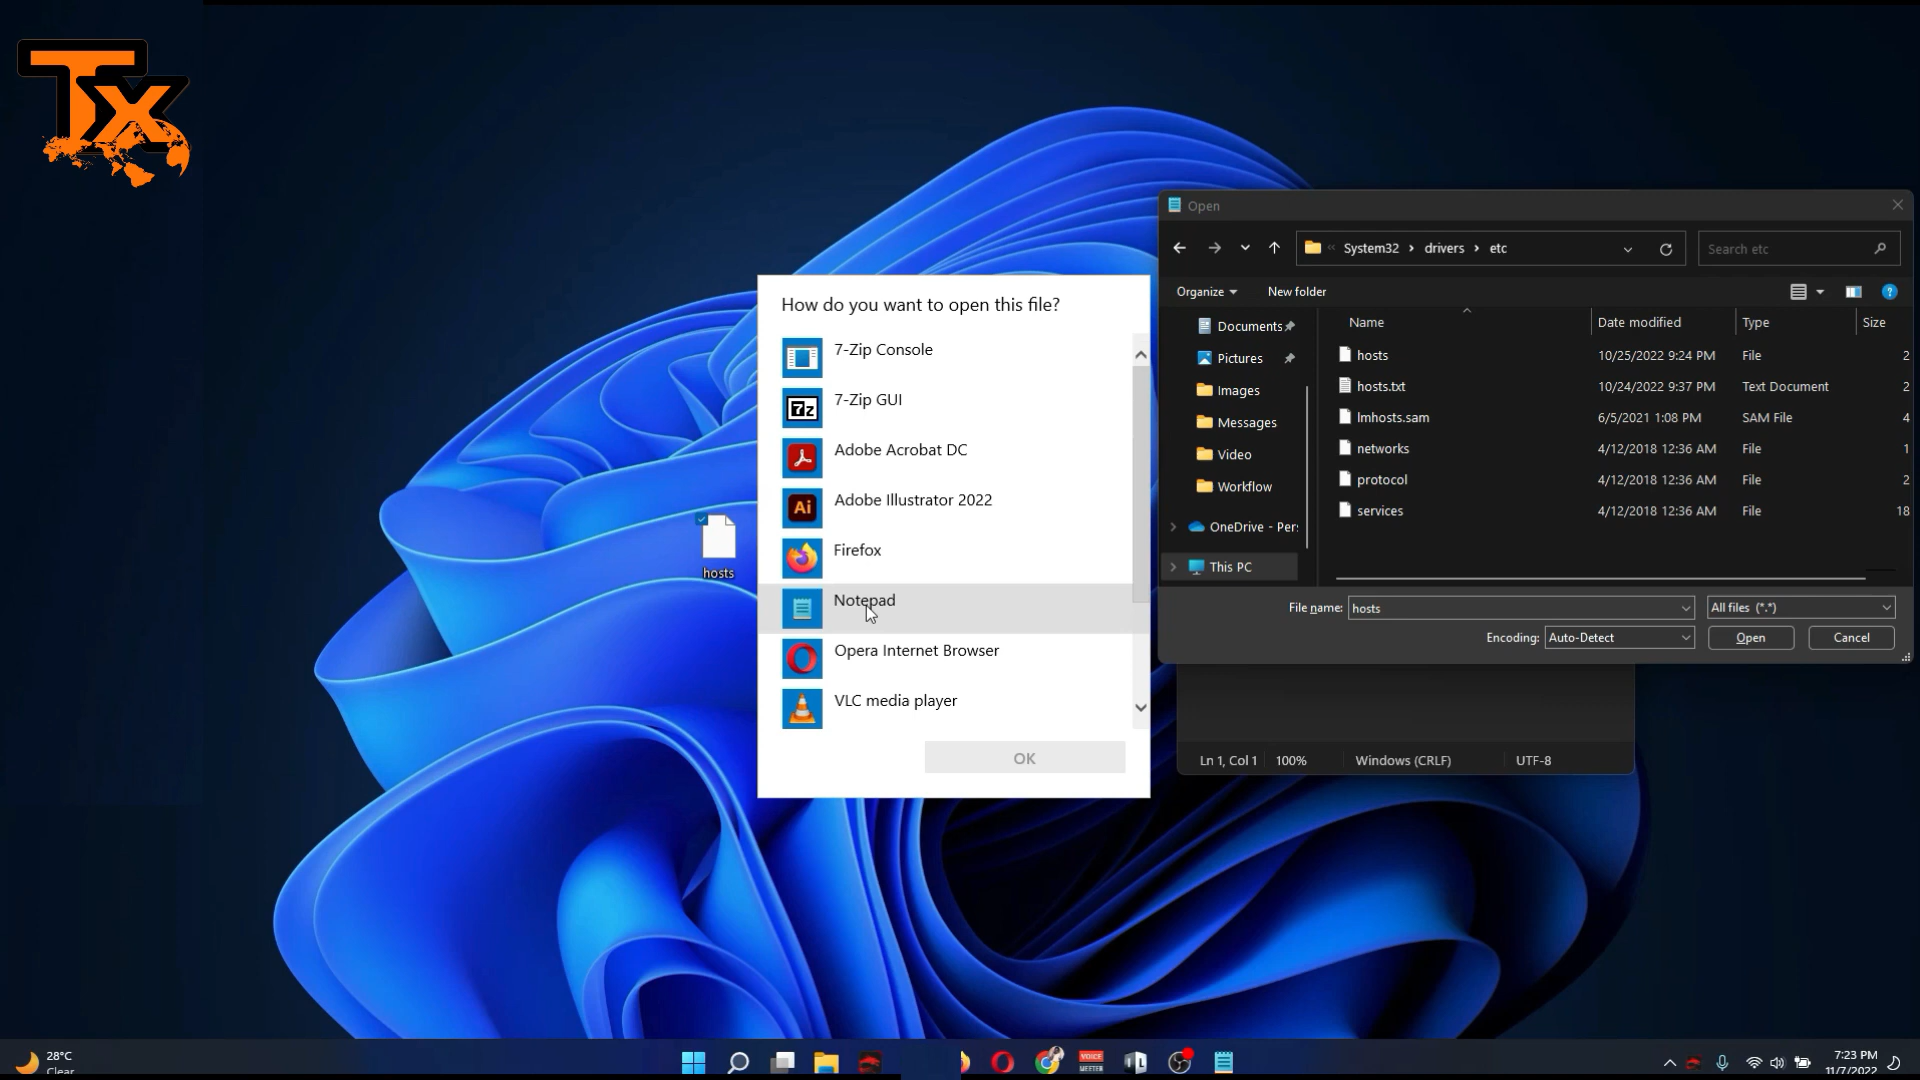 Tx
hosts
How do you want to open this file?
7-Zip Console
7z
7-Zip GUI
Adobe Acrobat DC
Ai
Adobe Illustrator 2022
Firefox
Notepad
Opera Internet Browser
VLC media player
OK
Open
System32 > drivers > etc
Search etc
Organize
New folder
?
Name Date modified Type Size
Documents
Pictures
Images
Messages
Video
Workflow
OneDrive - Pers
This PC
hosts 10/25/2022 9:24 PM File 2
hosts.txt 10/24/2022 9:37 PM Text Document 2
lmhosts.sam 6/5/2021 1:08 PM SAM File 4
networks 4/12/2018 12:36 AM File 1
protocol 4/12/2018 12:36 AM File 2
services 4/12/2018 12:36 AM File 18
File name: hosts All files (*.*)
Encoding: Auto-Detect Open Cancel
Ln 1, Col 1 100% Windows (CRLF) UTF-8
28°C
Clear
VOICE
MEETER
7:23 PM
11/7/2022